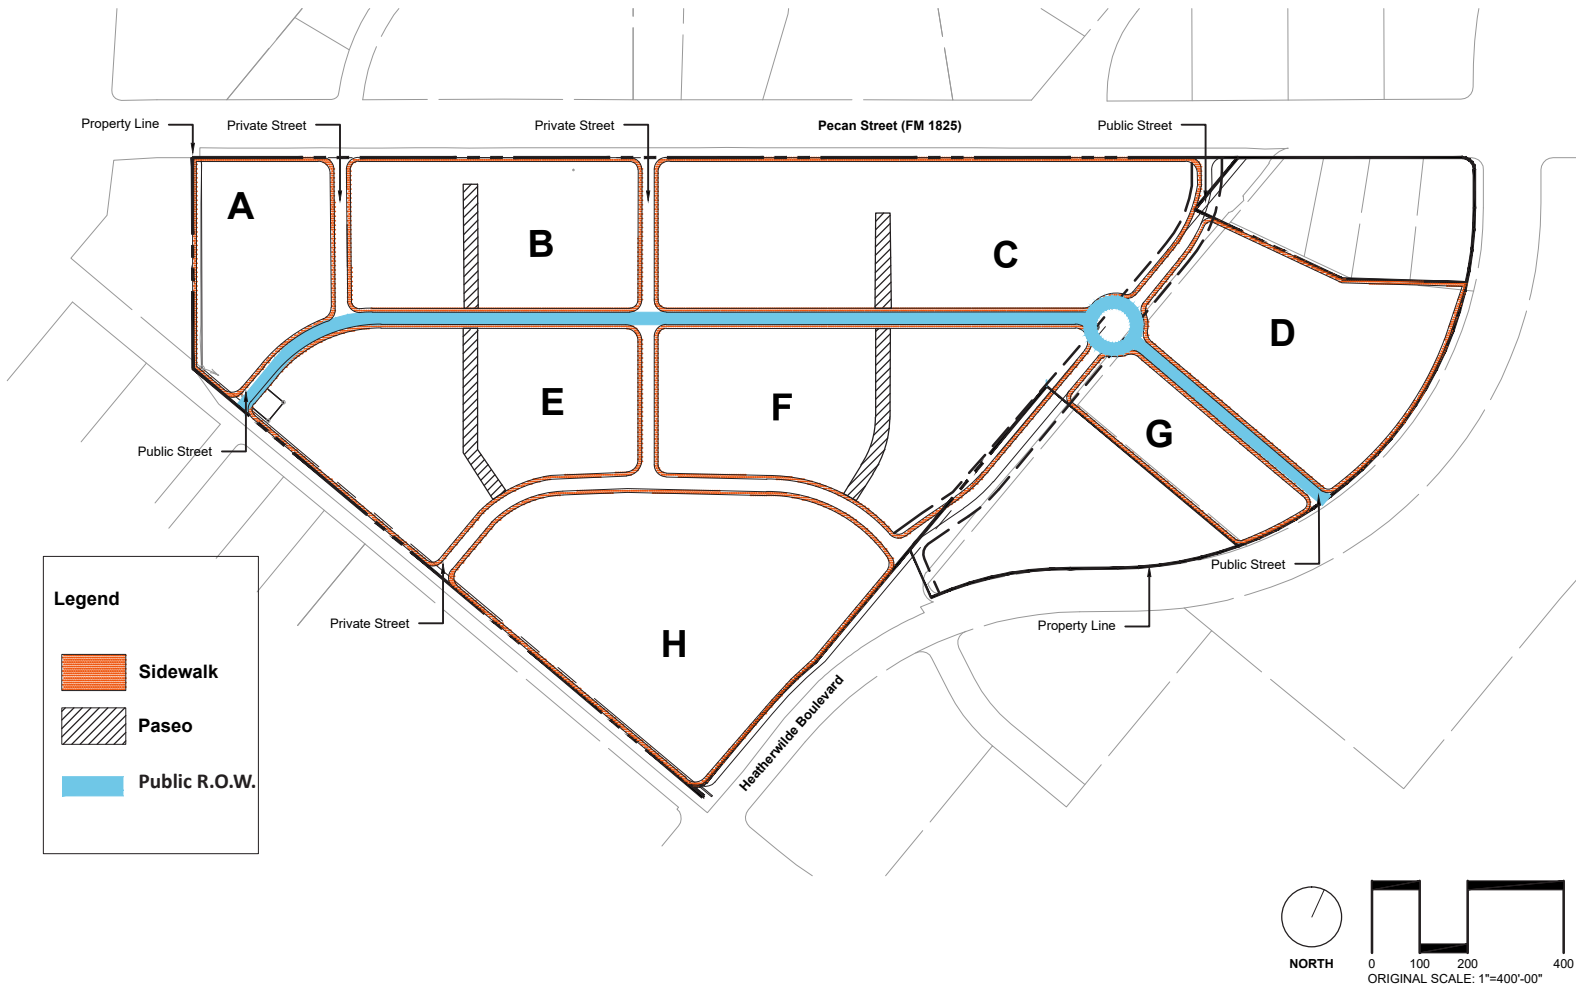 Property Line
Private Street
Private Street
Pecan Street (FM 1825)
Public Street
A
B
C
D
E
F
G
H
Public Street
Private Street
Public Street
Property Line
Heatherwilde Boulevard
Legend
Sidewalk
Paseo
Public R.O.W.
NORTH
0 100 200 400
ORIGINAL SCALE: 1"=400'-00"